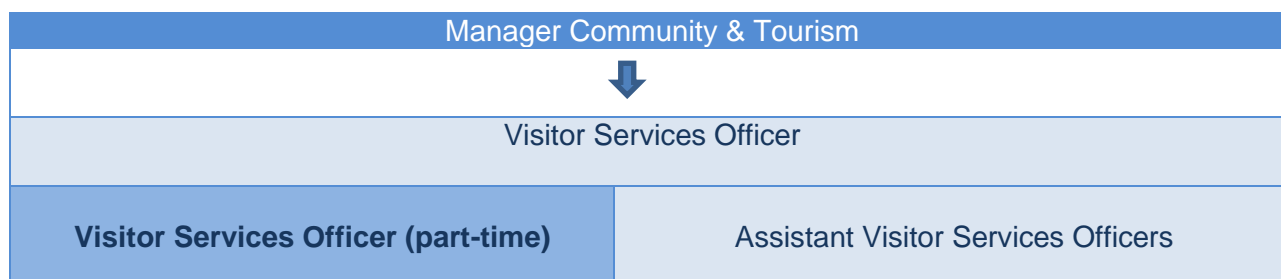 Manager Community & Tourism
Visitor Services Officer
Visitor Services Officer (part-time)
Assistant Visitor Services Officers